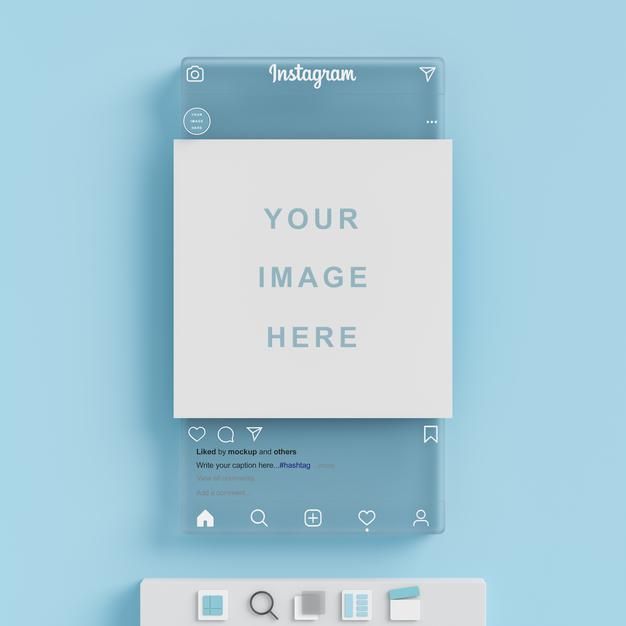 Instagram
YOUR
IMAGE
HERE
YOUR
IMAGE
HERE
Liked by mockup and others
Write your caption here...#hashtag more
View all comments
Add a comment...